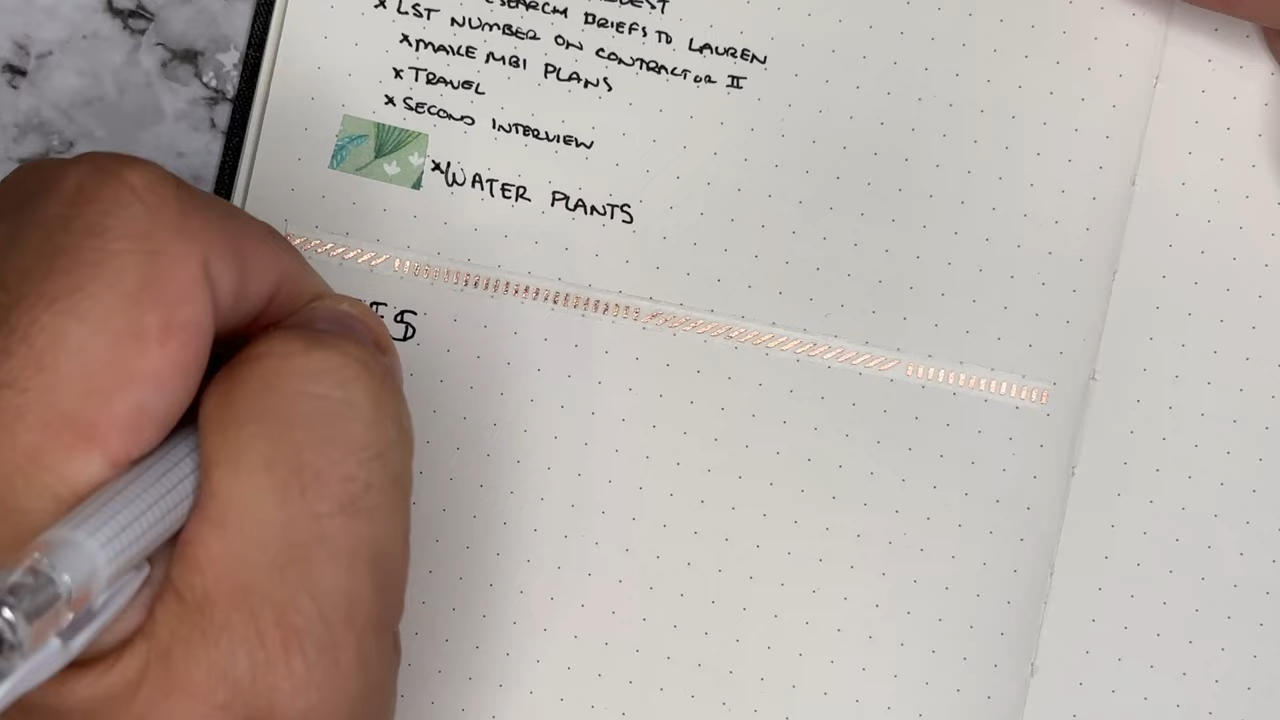 × LST NUMBER ON CONTRACTOR II
× MAKE MBI PLANS
× TRAVEL
× SECOND INTERVIEW
× WATER PLANTS